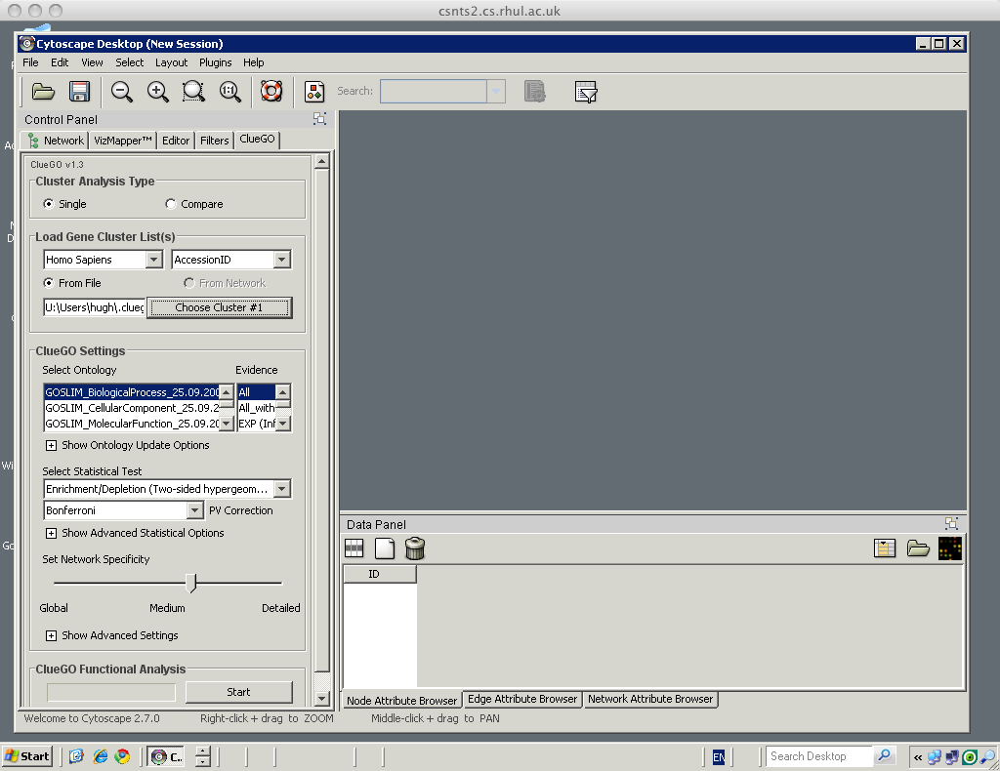 csnts2.cs.rhul.ac.uk
Cytoscape Desktop (New Session)
File Edit View Select Layout Plugins Help
1:1 Search:
Control Panel
Network VizMapper™ Editor Filters ClueGO
ClueGO v1.3
Cluster Analysis Type
Single Compare
Load Gene Cluster List(s)
Homo Sapiens AccessionID
From File From Network
U:\Users\hugh\.clueg Choose Cluster #1
ClueGO Settings
Select Ontology Evidence
GOSLIM_BiologicalProcess_25.09.200 All
GOSLIM_CellularComponent_25.09.2 All_with
GOSLIM_MolecularFunction_25.09.20 EXP (Inf
Show Ontology Update Options
Select Statistical Test
Enrichment/Depletion (Two-sided hypergeom...
Bonferroni PV Correction
Show Advanced Statistical Options
Set Network Specificity
Global Medium Detailed
Show Advanced Settings
ClueGO Functional Analysis
Start
Data Panel
ID
Node Attribute Browser Edge Attribute Browser Network Attribute Browser
Welcome to Cytoscape 2.7.0 Right-click + drag to ZOOM Middle-click + drag to PAN
Start C.. EN Search Desktop «